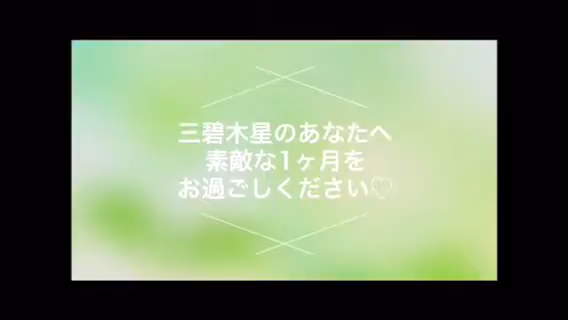 三碧木星のあなたへ
素敵な1ヶ月を
お過ごしください♡